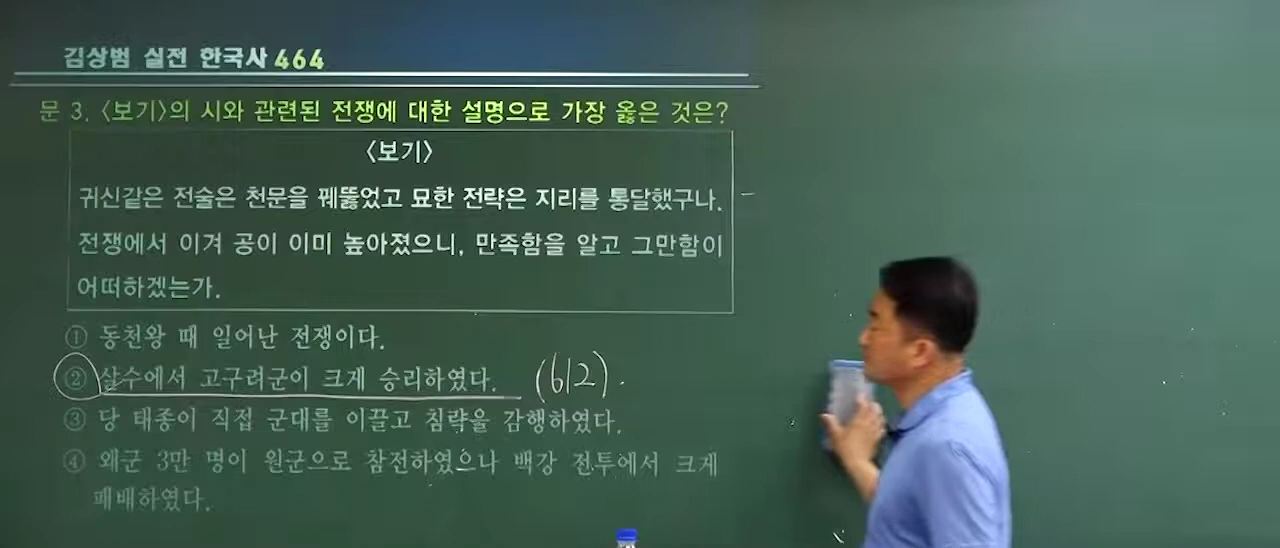 김상범 실전 한국사 464
문 3. 〈보기〉의 시와 관련된 전쟁에 대한 설명으로 가장 옳은 것은?
〈보기〉
귀신같은 전술은 천문을 꿰뚫었고 묘한 전략은 지리를 통달했구나.
전쟁에서 이겨 공이 이미 높아졌으니, 만족함을 알고 그만함이
어떠하겠는가.
① 동천왕 때 일어난 전쟁이다.
② 살수에서 고구려군이 크게 승리하였다. (612).
③ 당 태종이 직접 군대를 이끌고 침략을 감행하였다.
④ 왜군 3만 명이 원군으로 참전하였으나 백강 전투에서 크게
패배하였다.